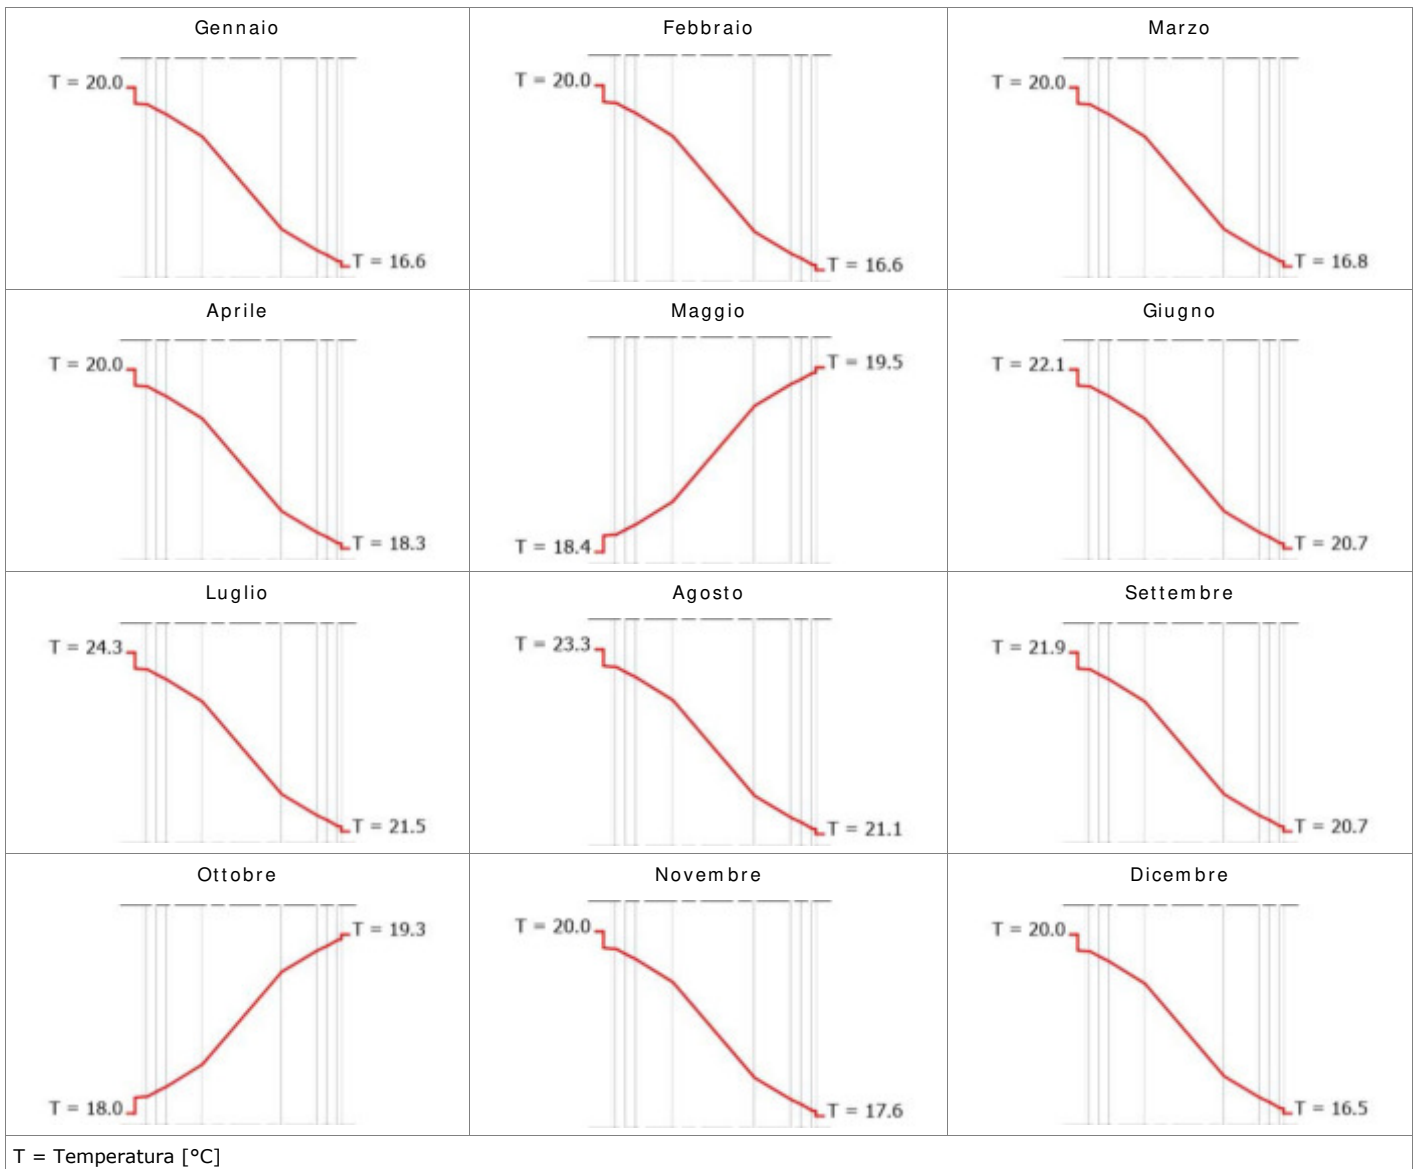 Gennaio
T = 20.0
T = 16.6
Febbraio
T = 20.0
T = 16.6
Marzo
T = 20.0
T = 16.8
Aprile
T = 20.0
T = 18.3
Maggio
T = 19.5
T = 18.4
Giugno
T = 22.1
T = 20.7
Luglio
T = 24.3
T = 21.5
Agosto
T = 23.3
T = 21.1
Settembre
T = 21.9
T = 20.7
Ottobre
T = 19.3
T = 18.0
Novembre
T = 20.0
T = 17.6
Dicembre
T = 20.0
T = 16.5
T = Temperatura [°C]